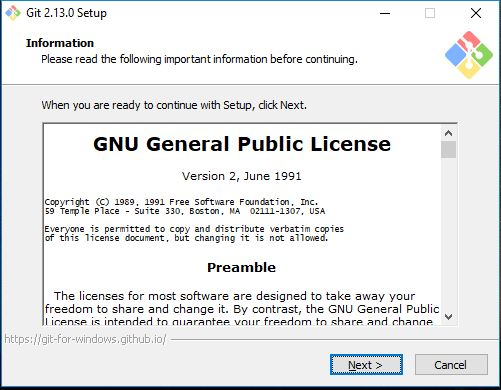 Git 2.13.0 Setup
Information
Please read the following important information before continuing.
When you are ready to continue with Setup, click Next.
GNU General Public License
Version 2, June 1991
Copyright (C) 1989, 1991 Free Software Foundation, Inc.
59 Temple Place - Suite 330, Boston, MA  02111-1307, USA
Everyone is permitted to copy and distribute verbatim copies
of this license document, but changing it is not allowed.
Preamble
The licenses for most software are designed to take away your
freedom to share and change it. By contrast, the GNU General Public
License is intended to guarantee your freedom to share and change
https://git-for-windows.github.io/
Next >
Cancel